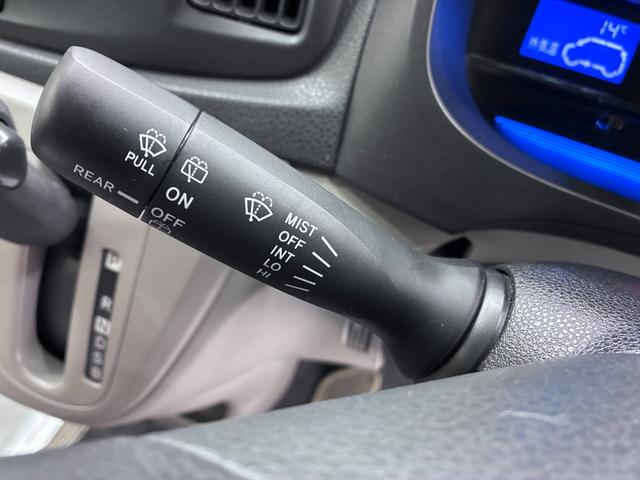 14℃
外気温
PULL
REAR
ON
OFF
MIST
OFF
INT
LO
HI
P
R
N
D
S
B